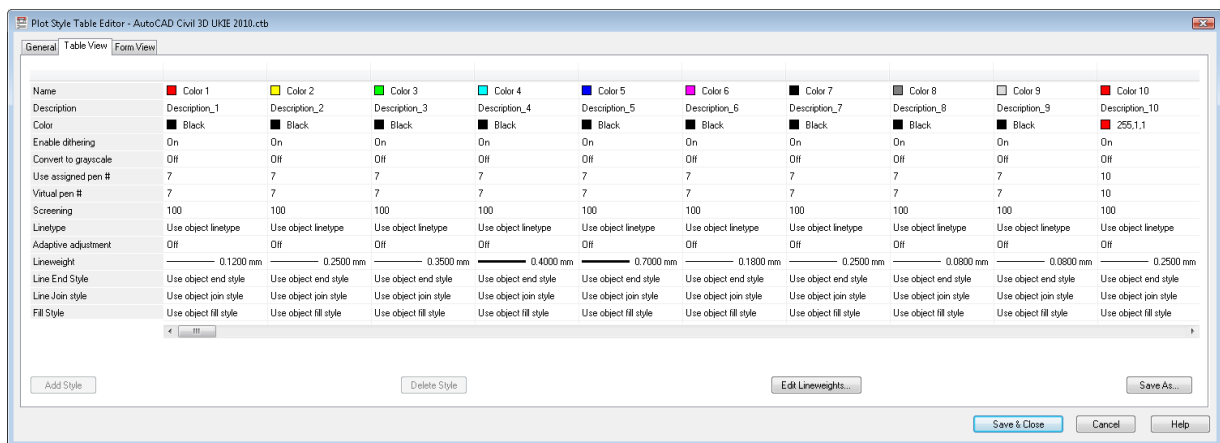 Plot Style Table Editor - AutoCAD Civil 3D UKIE 2010.ctb
General Table View Form View
Name Color 1 Color 2 Color 3 Color 4 Color 5 Color 6 Color 7 Color 8 Color 9 Color 10
Description Description_1 Description_2 Description_3 Description_4 Description_5 Description_6 Description_7 Description_8 Description_9 Description_10
Color Black Black Black Black Black Black Black Black Black 255,1,1
Enable dithering On On On On On On On On On On
Convert to grayscale Off Off Off Off Off Off Off Off Off Off
Use assigned pen # 7 7 7 7 7 7 7 7 7 10
Virtual pen # 7 7 7 7 7 7 7 7 7 10
Screening 100 100 100 100 100 100 100 100 100 100
Linetype Use object linetype Use object linetype Use object linetype Use object linetype Use object linetype Use object linetype Use object linetype Use object linetype Use object linetype Use object linetype
Adaptive adjustment Off Off Off Off Off Off Off Off Off Off
Lineweight 0.1200 mm 0.2500 mm 0.3500 mm 0.4000 mm 0.7000 mm 0.1800 mm 0.2500 mm 0.0800 mm 0.0800 mm 0.2500 mm
Line End Style Use object end style Use object end style Use object end style Use object end style Use object end style Use object end style Use object end style Use object end style Use object end style Use object end style
Line Join style Use object join style Use object join style Use object join style Use object join style Use object join style Use object join style Use object join style Use object join style Use object join style Use object join style
Fill Style Use object fill style Use object fill style Use object fill style Use object fill style Use object fill style Use object fill style Use object fill style Use object fill style Use object fill style Use object fill style
Add Style Delete Style Edit Lineweights... Save As...
Save & Close Cancel Help